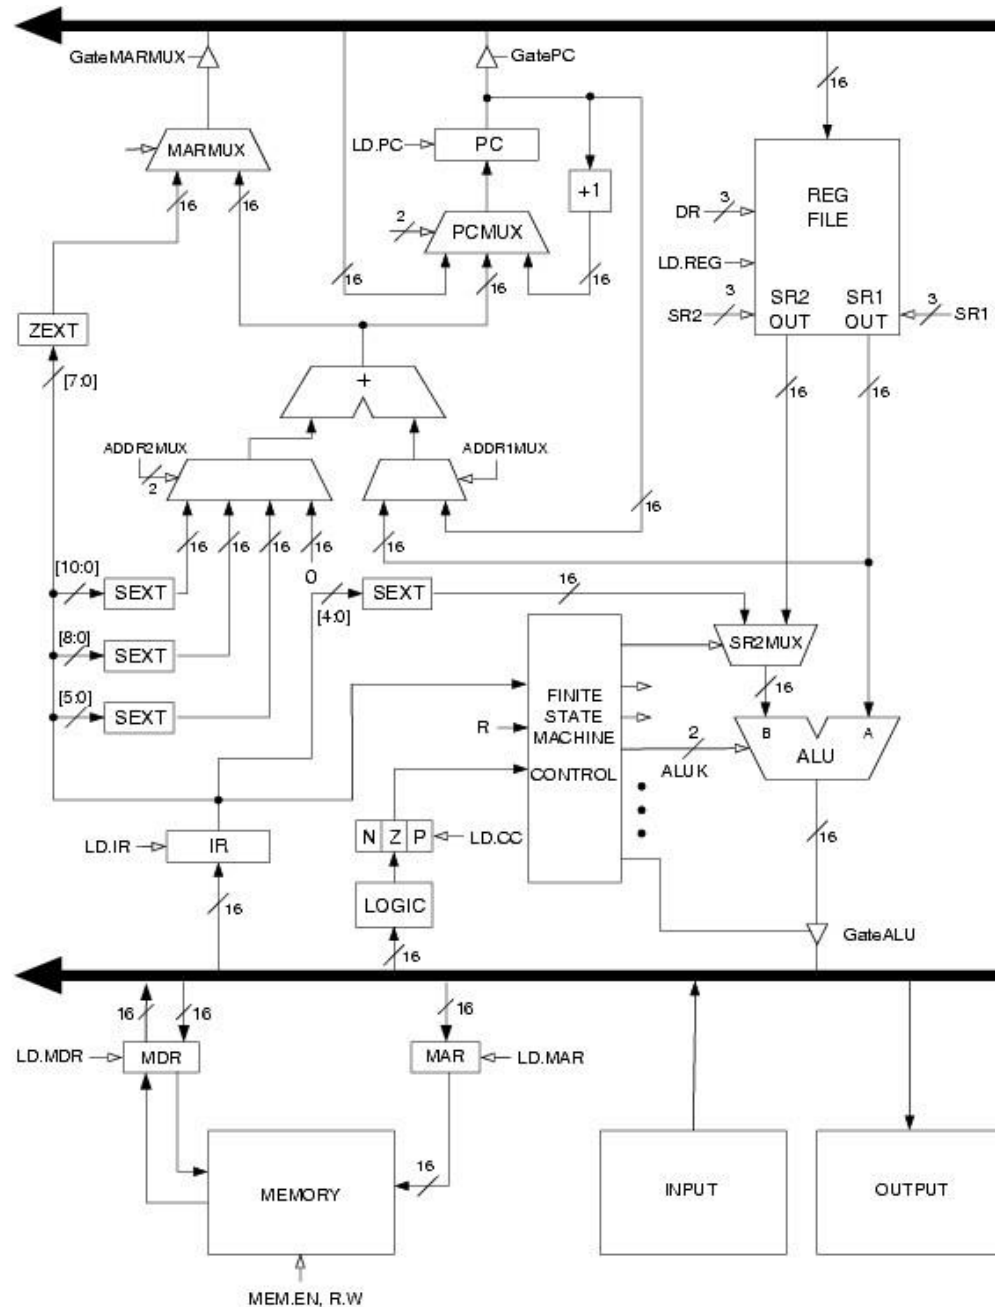 GateMARMUX
GatePC
16
LD.PC
PC
MARMUX
+1
REG
FILE
DR
3
16
16
2
PCMUX
LD.REG
16
16
16
3
SR2
SR2
OUT
SR1
OUT
3
SR1
ZEXT
[7:0]
+
16
16
ADDR2MUX
2
ADDR1MUX
16
16
16
16
16
16
0
[10:0]
SEXT
[4:0]
SEXT
16
[8:0]
SEXT
SR2MUX
[5:0]
SEXT
16
FINITE
STATE
MACHINE
CONTROL
R
B
A
ALU
2
ALUK
N Z P
LD.CC
16
LD.IR
IR
LOGIC
16
16
GateALU
16
16
16
LD.MDR
MDR
MAR
LD.MAR
16
MEMORY
INPUT
OUTPUT
MEM.EN, R.W